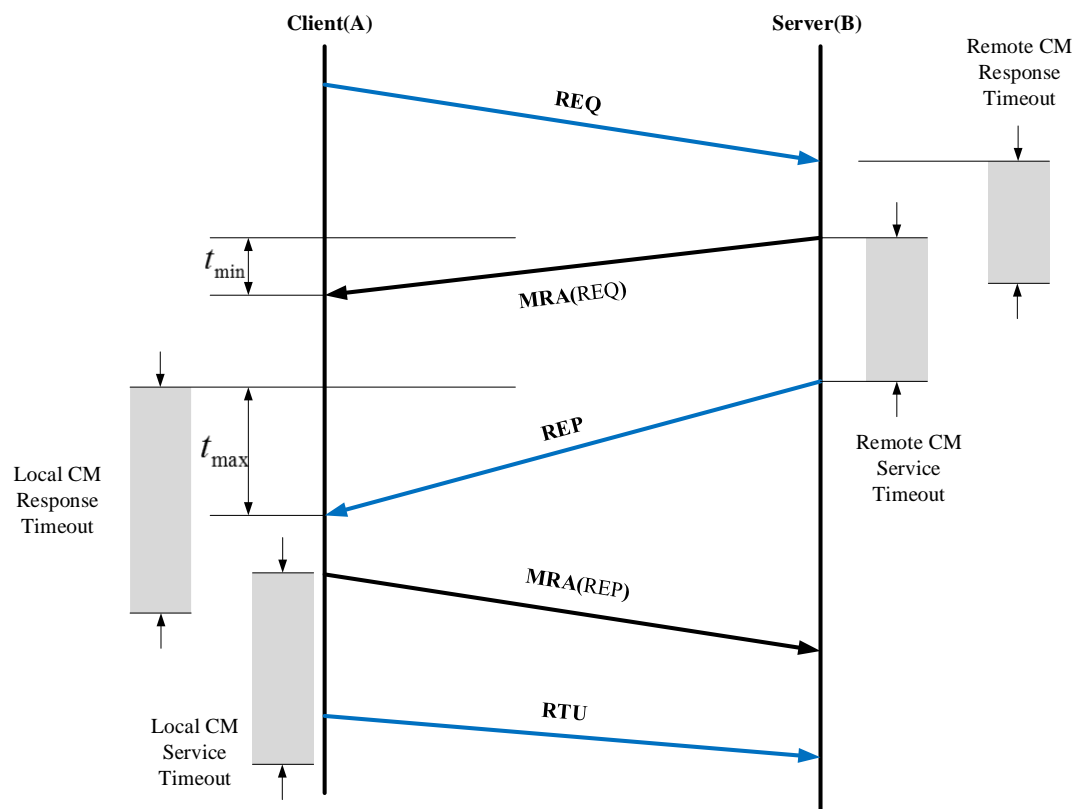 Client(A)
Server(B)
Remote CM
Response
Timeout
REQ
t min
MRA(REQ)
REP
t max
Local CM
Response
Timeout
Remote CM
Service
Timeout
MRA(REP)
RTU
Local CM
Service
Timeout